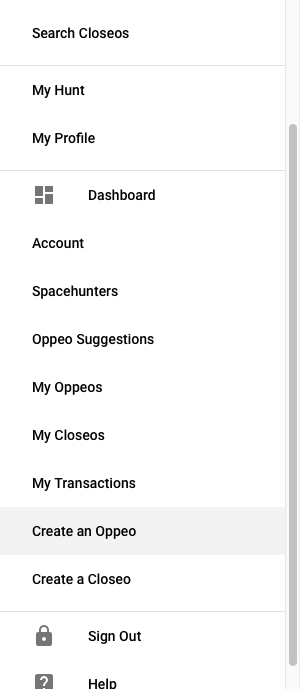 Search Closeos
My Hunt
My Profile
Dashboard
Account
Spacehunters
Oppeo Suggestions
My Oppeos
My Closeos
My Transactions
Create an Oppeo
Create a Closeo
Sign Out
Help